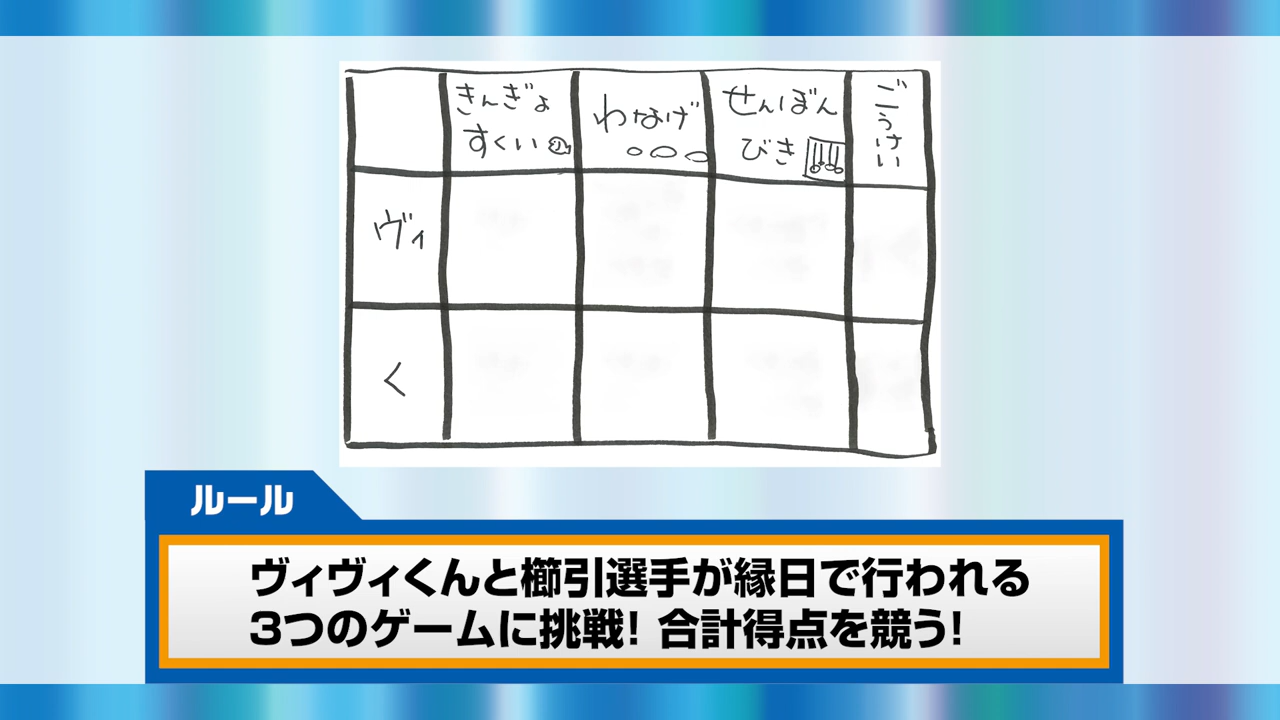 きんぎょ
すくい
わなげ
せんぼん
びき
ごうけい
ヴィ
く
ルール
ヴィヴィくんと櫛引選手が縁日で行われる
3つのゲームに挑戦！合計得点を競う！